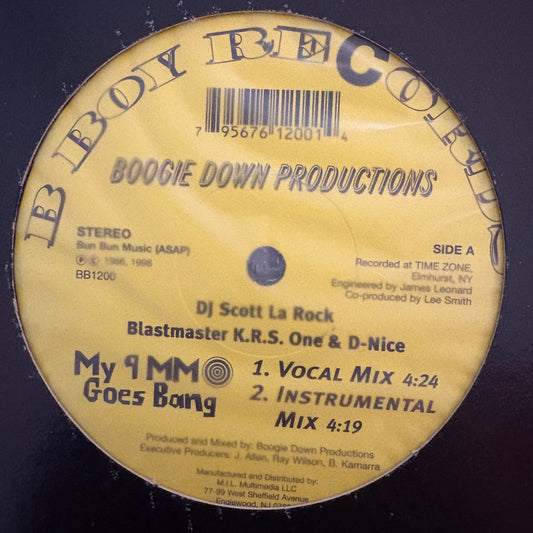 B BOY RECORDS
7 95676 12001 4
BOOGIE DOWN PRODUCTIONS
STEREO
Bun Bun Music (ASAP)
℗ © 1986, 1998
BB1200
SIDE A
Recorded at TIME ZONE,
Elmhurst, NY
Engineered by James Leonard
Co-produced by Lee Smith
DJ Scott La Rock
Blastmaster K.R.S. One & D-Nice
My 9 MM
Goes Bang
1. VOCAL MIX 4:24
2. INSTRUMENTAL
MIX 4:19
Produced and Mixed by: Boogie Down Productions
Executive Producers: J. Allen, Ray Wilson, B. Kamarra
Manufactured and Distributed by:
M.I.L. Multimedia LLC
77-99 West Sheffield Avenue
Englewood, NJ